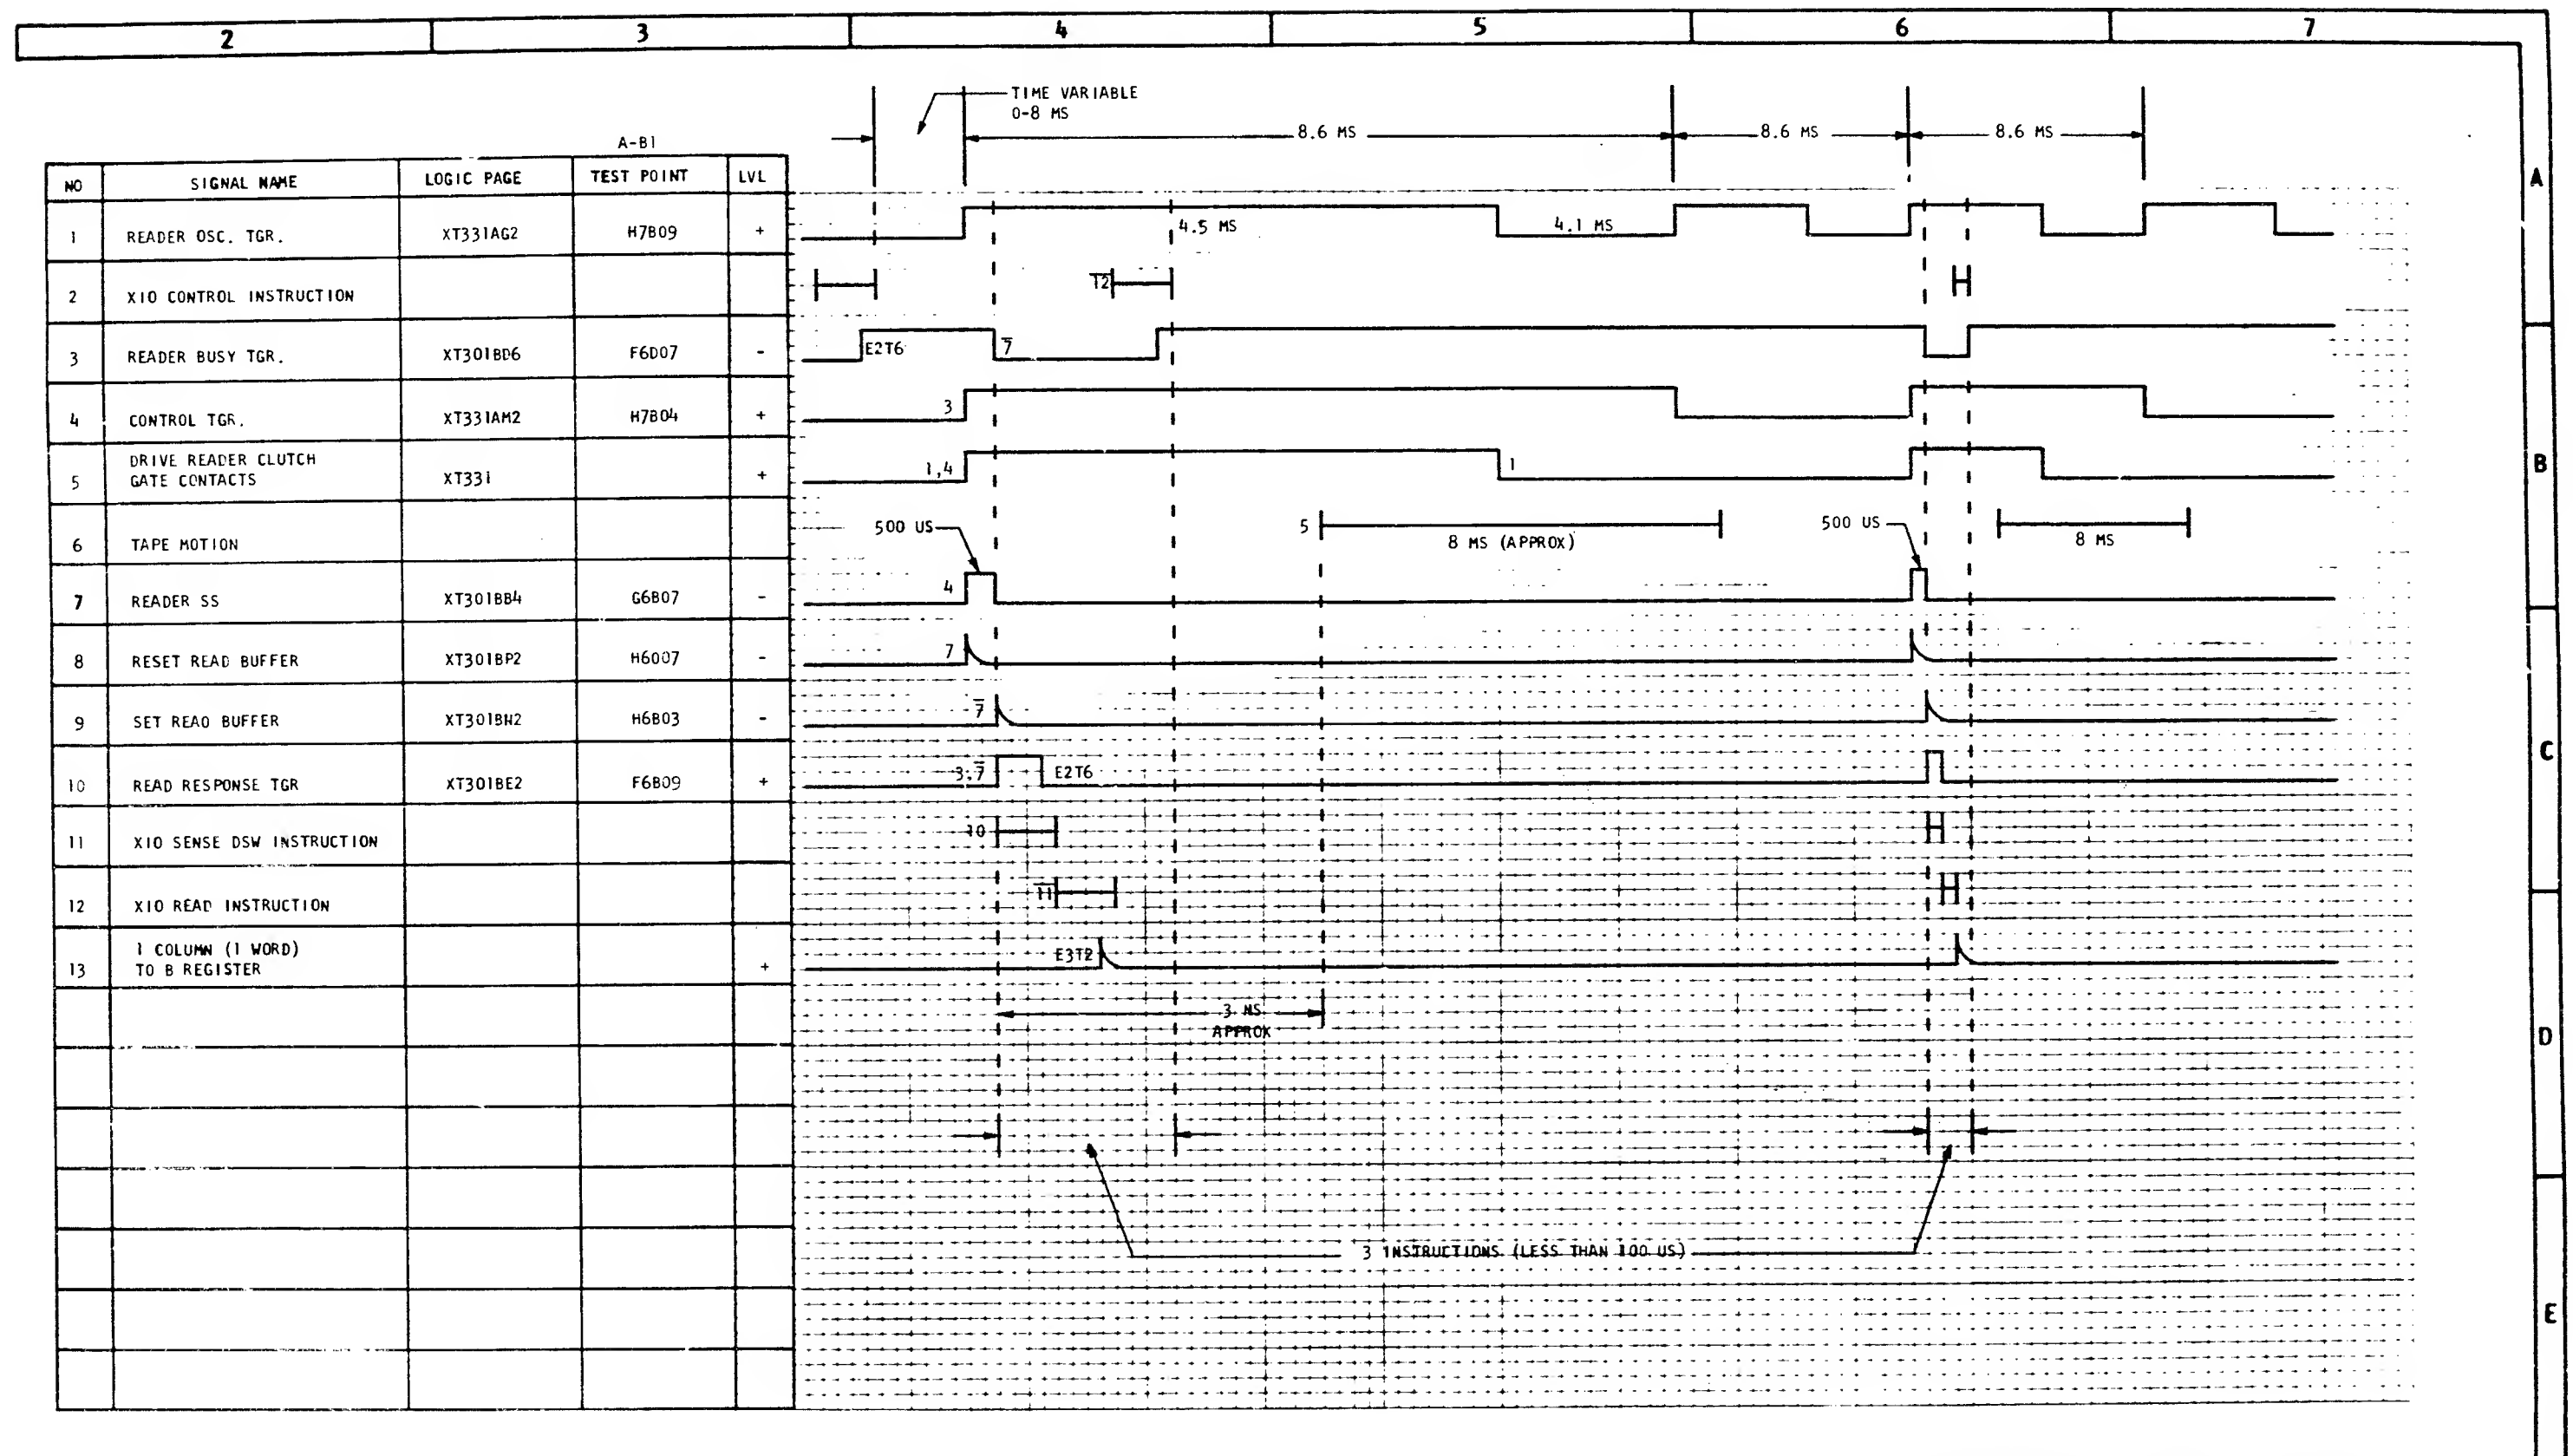 2 3 4 5 6 7
TIME VARIABLE
0-8 MS
8.6 MS 8.6 MS 8.6 MS
A-B1
A
NO SIGNAL NAME LOGIC PAGE TEST POINT LVL
1 READER OSC. TGR. XT331AG2 H7B09 + 4.5 MS 4.1 MS
2 XIO CONTROL INSTRUCTION 1̅2̅
3 READER BUSY TGR. XT301BD6 F6D07 - E2T6 7̅
4 CONTROL TGR. XT331AM2 H7B04 + 3
DRIVE READER CLUTCH
5 GATE CONTACTS XT331 + 1,4 1
B
500 US 5 500 US
6 TAPE MOTION 8 MS (APPROX) 8 MS
7 READER SS XT301BB4 G6B07 - 4
8 RESET READ BUFFER XT301BP2 H6007 - 7
9 SET READ BUFFER XT301BN2 H6B03 - 7̅
C
10 READ RESPONSE TGR XT301BE2 F6B09 + 3,7̅ E2T6
11 XIO SENSE DSW INSTRUCTION 10
12 XIO READ INSTRUCTION 1̅1̅
1 COLUMN (1 WORD)
13 TO B REGISTER + E3T2
3 MS
APPROX
D
3 INSTRUCTIONS (LESS THAN 100 US)
E